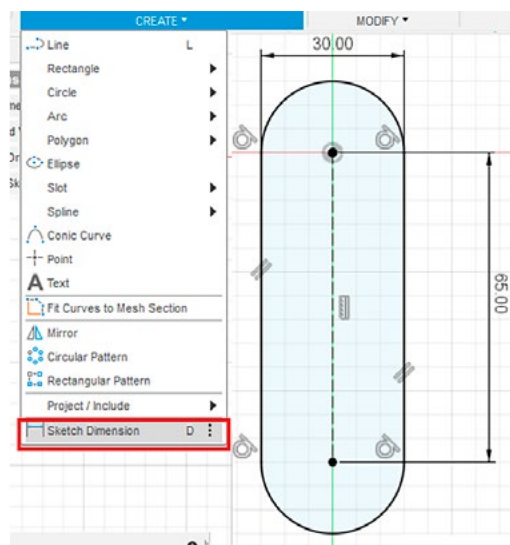 CREATE ▾
MODIFY ▾
Line L
Rectangle
Circle
Arc
Polygon
Ellipse
Slot
Spline
Conic Curve
Point
Text
Fit Curves to Mesh Section
Mirror
Circular Pattern
Rectangular Pattern
Project / Include
Sketch Dimension D
30.00
65.00